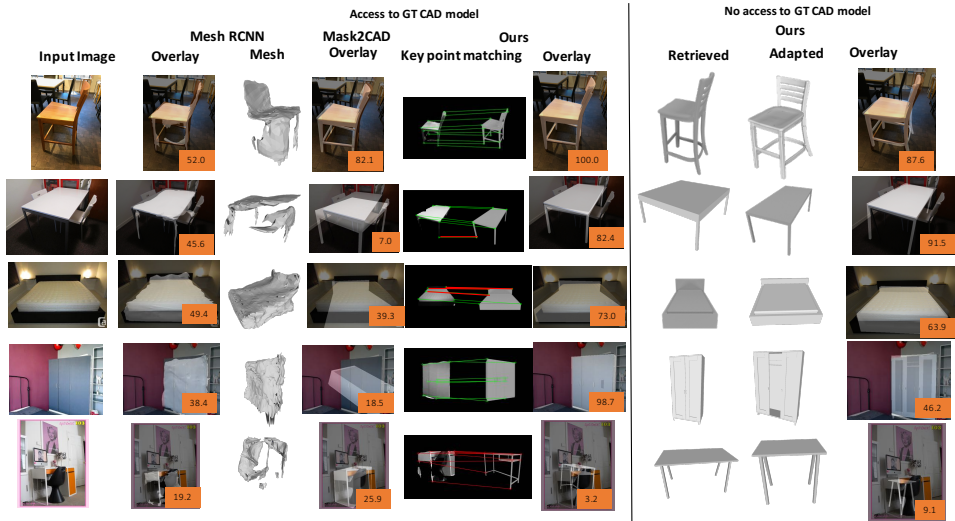 Access to GT CAD model
No access to GT CAD model
Mesh RCNN
Mask2CAD
Ours
Ours
Input Image
Overlay
Mesh
Overlay
Key point matching
Overlay
Retrieved
Adapted
Overlay
52.0
82.1
100.0
87.6
45.6
7.0
82.4
91.5
49.4
39.3
73.0
63.9
38.4
18.5
98.7
46.2
19.2
25.9
3.2
9.1